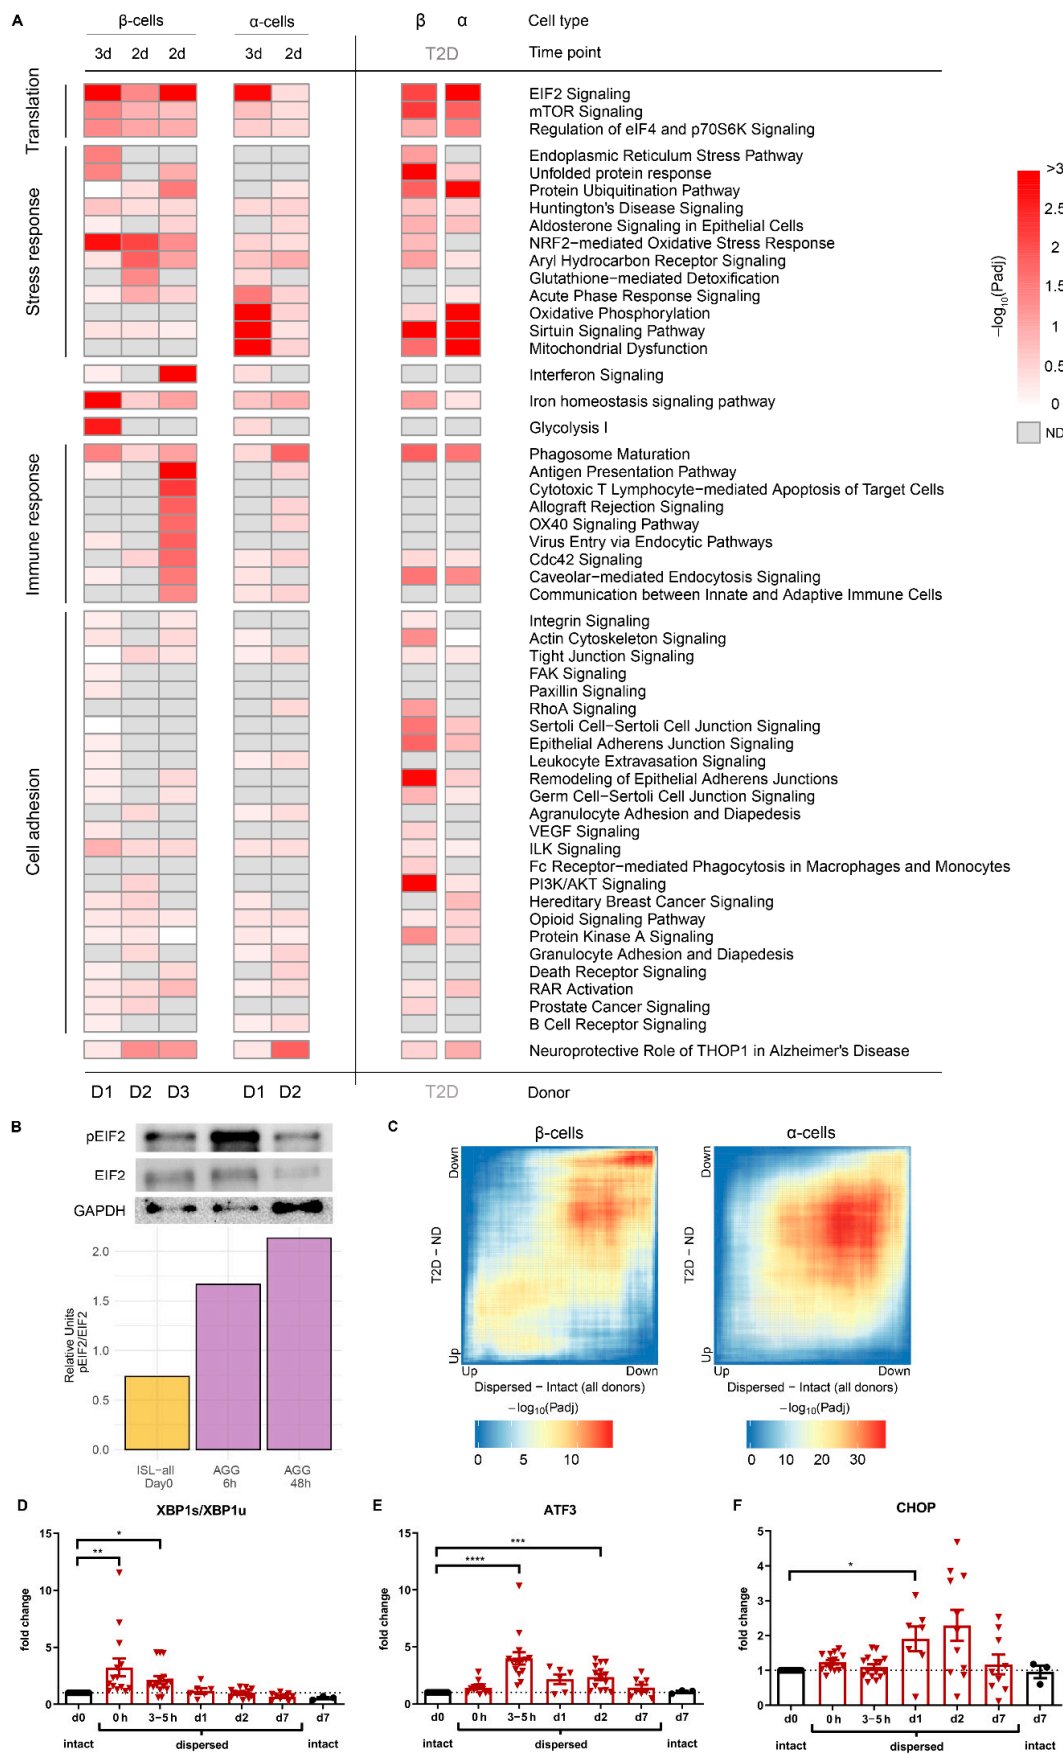 A
β-cells α-cells β α Cell type
3d 2d 2d 3d 2d T2D Time point
Translation
EIF2 Signaling
mTOR Signaling
Regulation of eIF4 and p70S6K Signaling
Stress response
Endoplasmic Reticulum Stress Pathway
Unfolded protein response
Protein Ubiquitination Pathway
Huntington's Disease Signaling
Aldosterone Signaling in Epithelial Cells
NRF2−mediated Oxidative Stress Response
Aryl Hydrocarbon Receptor Signaling
Glutathione−mediated Detoxification
Acute Phase Response Signaling
Oxidative Phosphorylation
Sirtuin Signaling Pathway
Mitochondrial Dysfunction
Interferon Signaling
Iron homeostasis signaling pathway
Glycolysis I
Immune response
Phagosome Maturation
Antigen Presentation Pathway
Cytotoxic T Lymphocyte−mediated Apoptosis of Target Cells
Allograft Rejection Signaling
OX40 Signaling Pathway
Virus Entry via Endocytic Pathways
Cdc42 Signaling
Caveolar−mediated Endocytosis Signaling
Communication between Innate and Adaptive Immune Cells
Cell adhesion
Integrin Signaling
Actin Cytoskeleton Signaling
Tight Junction Signaling
FAK Signaling
Paxillin Signaling
RhoA Signaling
Sertoli Cell−Sertoli Cell Junction Signaling
Epithelial Adherens Junction Signaling
Leukocyte Extravasation Signaling
Remodeling of Epithelial Adherens Junctions
Germ Cell−Sertoli Cell Junction Signaling
Agranulocyte Adhesion and Diapedesis
VEGF Signaling
ILK Signaling
Fc Receptor−mediated Phagocytosis in Macrophages and Monocytes
PI3K/AKT Signaling
Hereditary Breast Cancer Signaling
Opioid Signaling Pathway
Protein Kinase A Signaling
Granulocyte Adhesion and Diapedesis
Death Receptor Signaling
RAR Activation
Prostate Cancer Signaling
B Cell Receptor Signaling
Neuroprotective Role of THOP1 in Alzheimer's Disease
D1 D2 D3 D1 D2 T2D Donor
−log10(Padj)
>3
2.5
2
1.5
1
0.5
0
ND
B
pEIF2
EIF2
GAPDH
Relative Units
pEIF2/EIF2
2.0
1.5
1.0
0.5
0.0
ISL−all AGG AGG
Day0 6h 48h
C
β-cells α-cells
Down Down
T2D − ND T2D − ND
Up Up
Up Down Up Down
Dispersed − Intact (all donors) Dispersed − Intact (all donors)
−log10(Padj) −log10(Padj)
0 5 10 0 10 20 30
D
XBP1s/XBP1u
fold change
15
10
5
0
*
**
d0 0 h 3−5 h d1 d2 d7 d7
intact dispersed intact
E
ATF3
fold change
15
10
5
0
***
****
d0 0 h 3−5 h d1 d2 d7 d7
intact dispersed intact
F
CHOP
fold change
5
4
3
2
1
0
*
d0 0 h 3−5 h d1 d2 d7 d7
intact dispersed intact